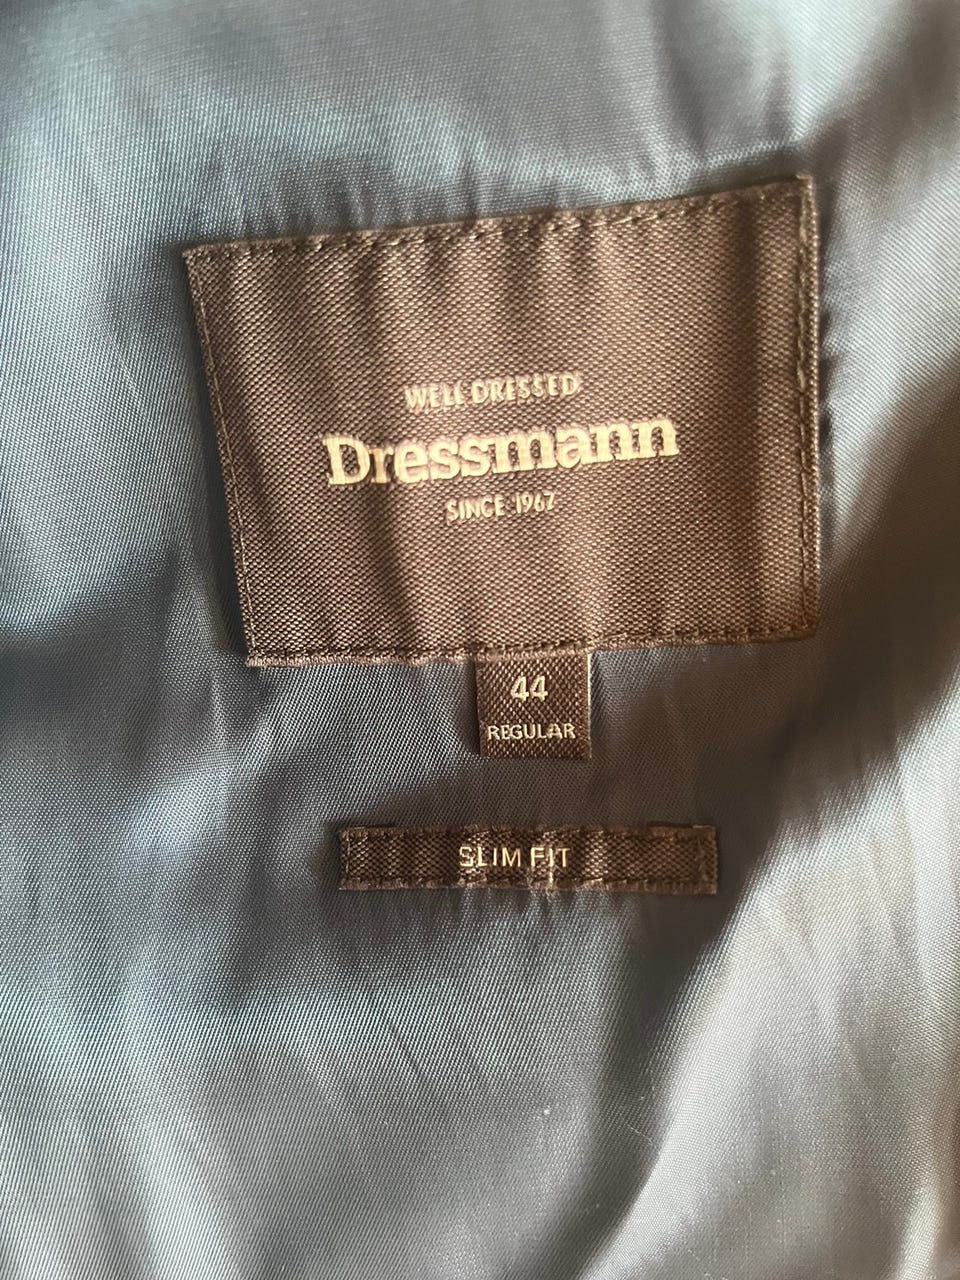 WELL DRESSED
Dressmann
SINCE 1967
44
REGULAR
SLIM FIT